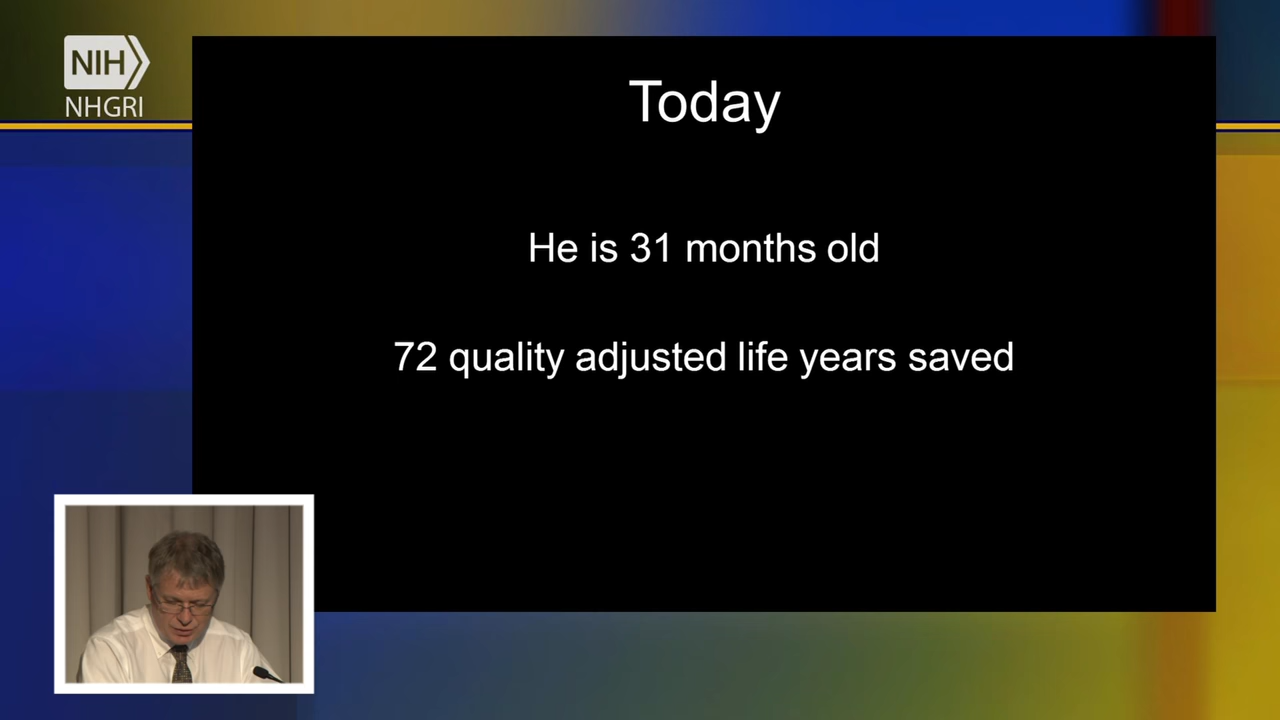 NIH
NHGRI
Today
He is 31 months old
72 quality adjusted life years saved